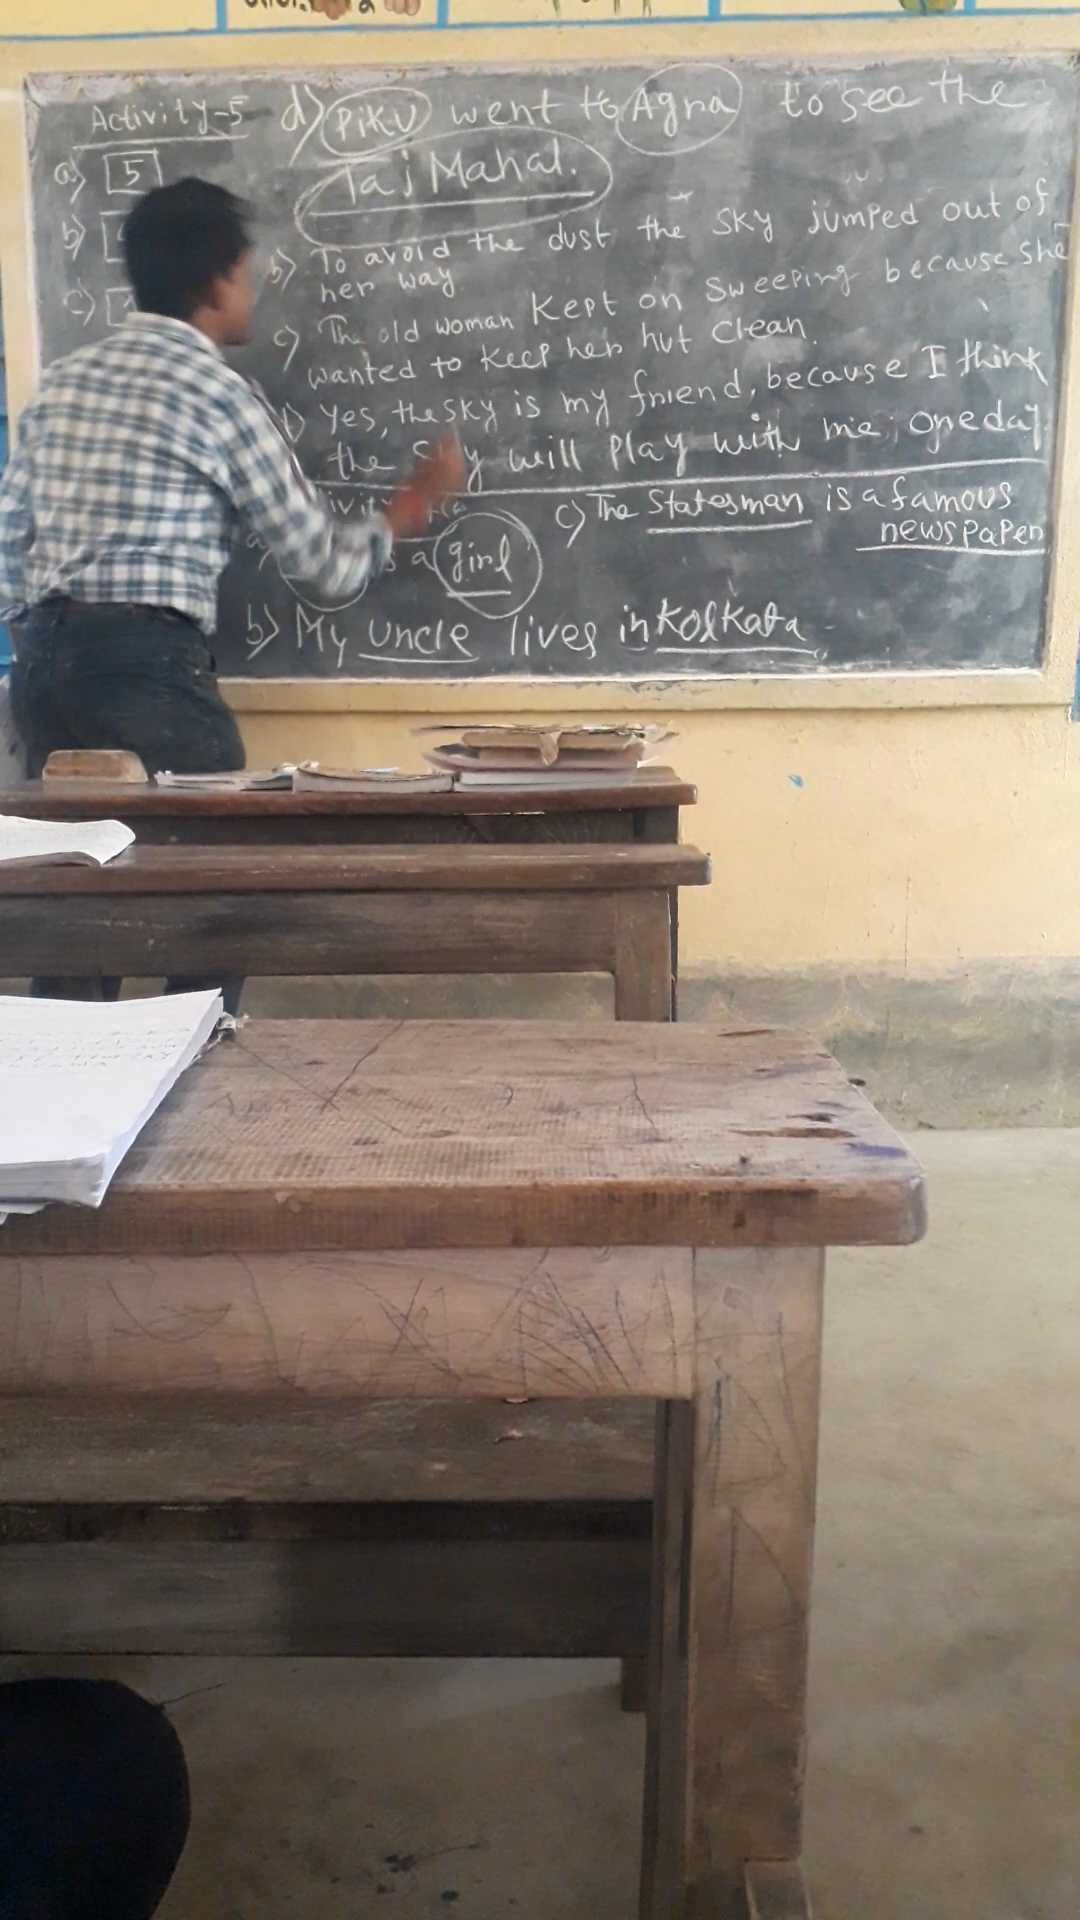 Activity-5
a) 5
b)
c)
d) Piku went to Agra to see the
Taj Mahal.
b) To avoid the dust the sky jumped out of
her way.
c) The old woman kept on sweeping because she
wanted to keep her hut clean.
d) Yes, the sky is my friend, because I think
the sky will play with me one day.
a) a girl
b) My uncle lives in Kolkata
c) The Statesman is a famous
newspaper